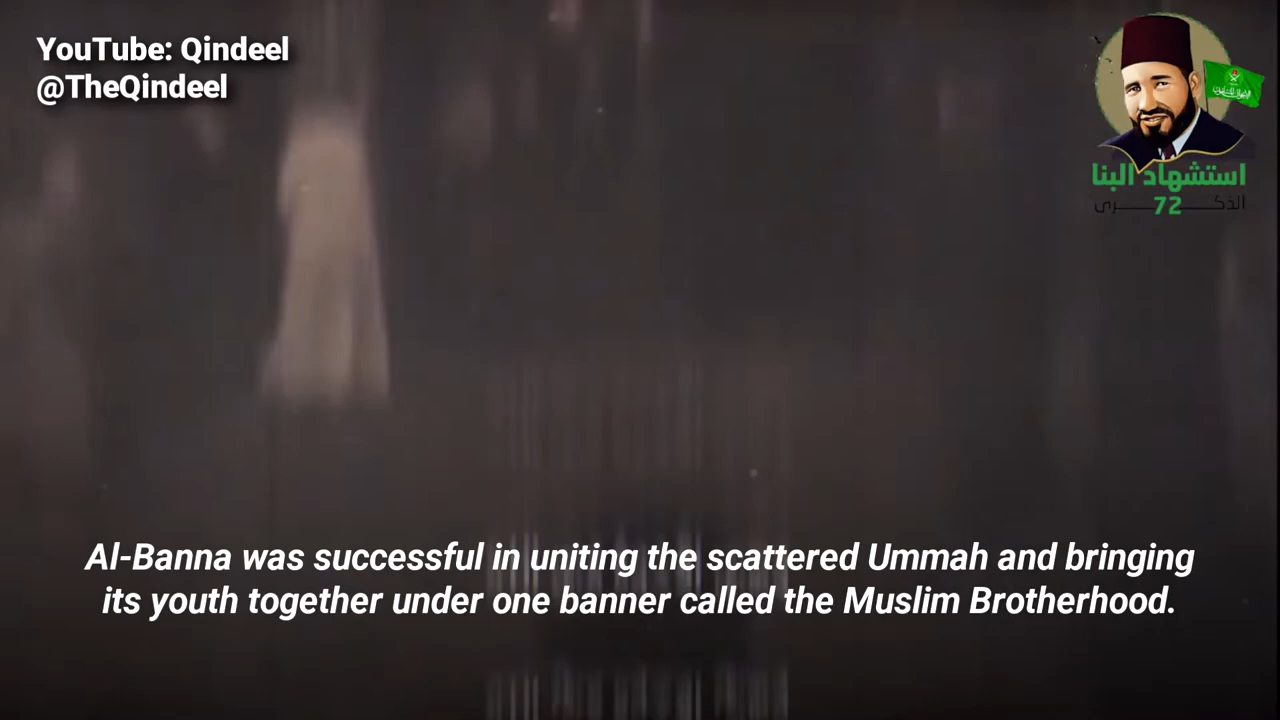 YouTube: Qindeel
@TheQindeel
استشهاد البنا
الذكـــرى 72
Al-Banna was successful in uniting the scattered Ummah and bringing
its youth together under one banner called the Muslim Brotherhood.